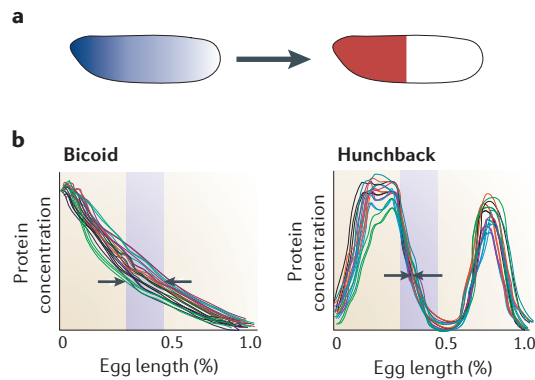 a
b
Bicoid
Protein
concentration
0
0.5
1.0
Egg length (%)
Hunchback
Protein
concentration
0
0.5
1.0
Egg length (%)